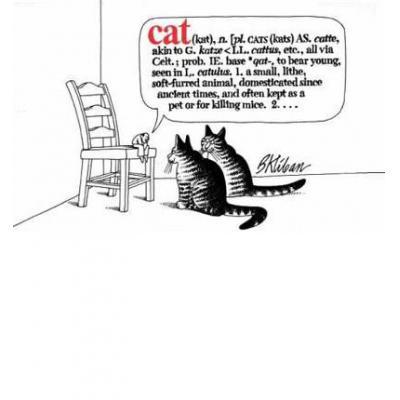 cat (kat), n. [pl. CATS (kats) AS. catte,
akin to G. katze < LL. cattus, etc., all via
Celt.; prob. IE. base *qat-, to bear young,
seen in L. catulus. 1. a small, lithe,
soft-furred animal, domesticated since
ancient times, and often kept as a
pet or for killing mice. 2. . . .
B Kliban